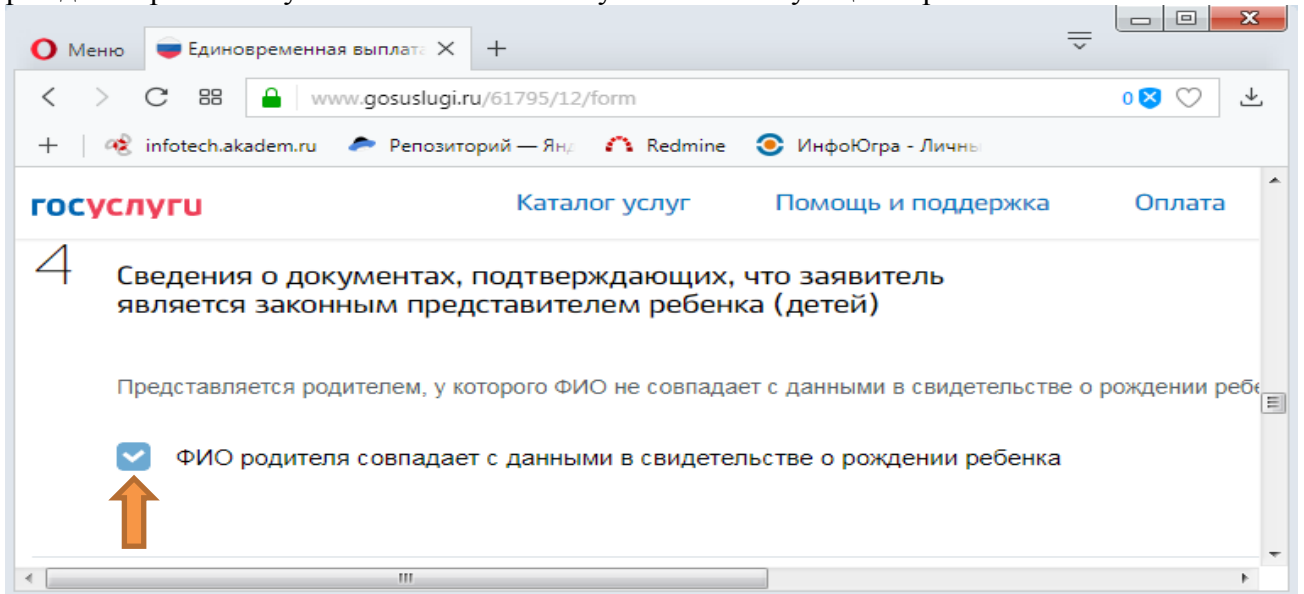 Меню Единовременная выплата
www.gosuslugi.ru/61795/12/form 0
infotech.akadem.ru Репозиторий — Ян Redmine ИнфоЮгра - Личны
госуслуги Каталог услуг Помощь и поддержка Оплата
4
Сведения о документах, подтверждающих, что заявитель
является законным представителем ребенка (детей)
Представляется родителем, у которого ФИО не совпадает с данными в свидетельстве о рождении ребе
ФИО родителя совпадает с данными в свидетельстве о рождении ребенка